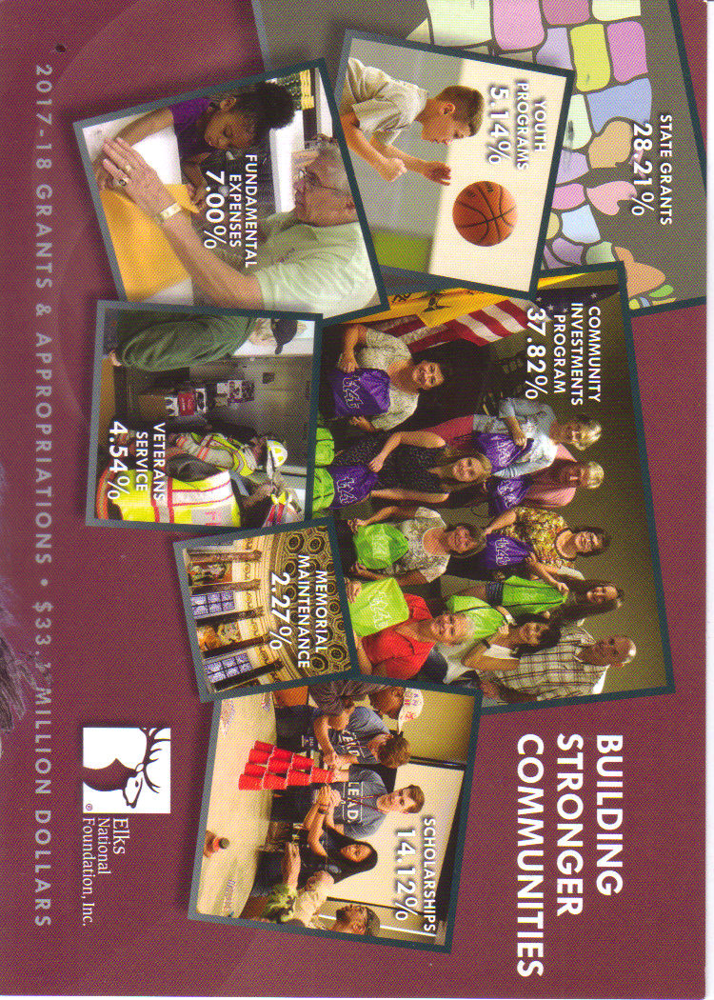 BUILDING
STRONGER
COMMUNITIES
STATE GRANTS
28.21%
YOUTH
PROGRAMS
5.14%
COMMUNITY
INVESTMENTS
PROGRAM
37.82%
FUNDAMENTAL
EXPENSES
7.00%
VETERANS
SERVICE
4.54%
MEMORIAL
MAINTENANCE
2.27%
SCHOLARSHIPS
14.12%
LEAD
Elks
National
Foundation, Inc.
®
2017-18 GRANTS & APPROPRIATIONS • $33.1 MILLION DOLLARS